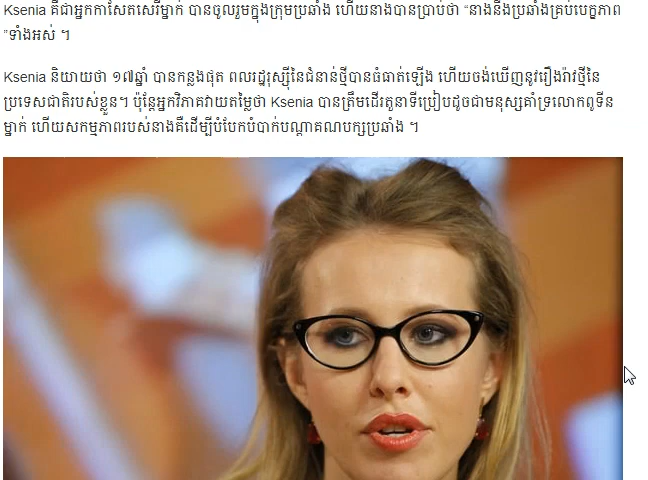 Ksenia គឺជាអ្នកកាសែតសេរីម្នាក់ បានចូលរួមក្នុងក្រុមប្រឆាំង ហើយនាងបានប្រាប់ថា “នាងនឹងប្រឆាំងគ្រប់បេក្ខភាព
”ទាំងអស់ ។
Ksenia និយាយថា ១៧ឆ្នាំ បានកន្លងផុត ពលរដ្ឋរុស្ស៊ីនៃជំនាន់ថ្មីបានធំធាត់ឡើង ហើយចង់ឃើញនូវរឿងរ៉ាវថ្មីនៃ
ប្រទេសជាតិរបស់ខ្លួន។ ប៉ុន្តែអ្នកវិភាគវាយតម្លៃថា Ksenia បានត្រឹមដើរតួនាទីប្រៀបដូចជាមនុស្សគាំទ្រលោកពូទីន
ម្នាក់ ហើយសកម្មភាពរបស់នាងគឺដើម្បីបំបែកបំបាក់បណ្តាគណបក្សប្រឆាំង ។